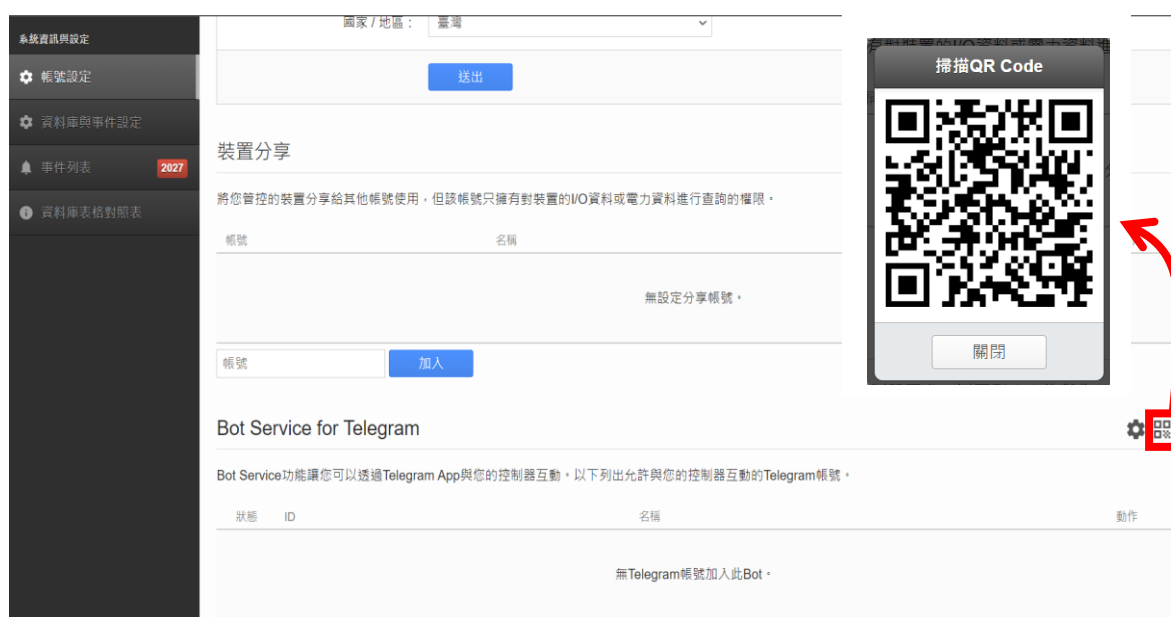 系統資訊與設定
帳號設定
資料庫與事件設定
事件列表 2027
資料庫表格對照表
國家 / 地區： 臺灣
送出
裝置分享
將您管控的裝置分享給其他帳號使用，但該帳號只擁有對裝置的I/O資料或電力資料進行查詢的權限。
帳號 名稱
無設定分享帳號。
帳號 加入
掃描QR Code
關閉
Bot Service for Telegram
Bot Service功能讓您可以透過Telegram App與您的控制器互動，以下列出允許與您的控制器互動的Telegram帳號。
狀態 ID 名稱 動作
無Telegram帳號加入此Bot。